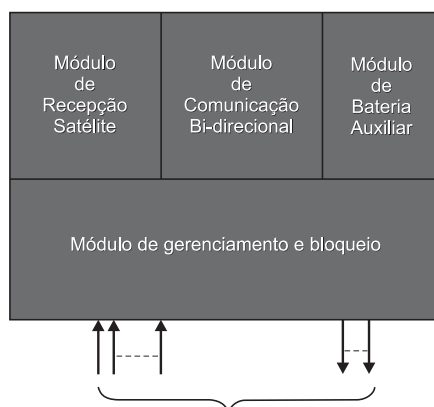 Módulo
de
Recepção
Satélite
Módulo
de
Comunicação
Bi-direcional
Módulo
de
Bateria
Auxiliar
Módulo de gerenciamento e bloqueio